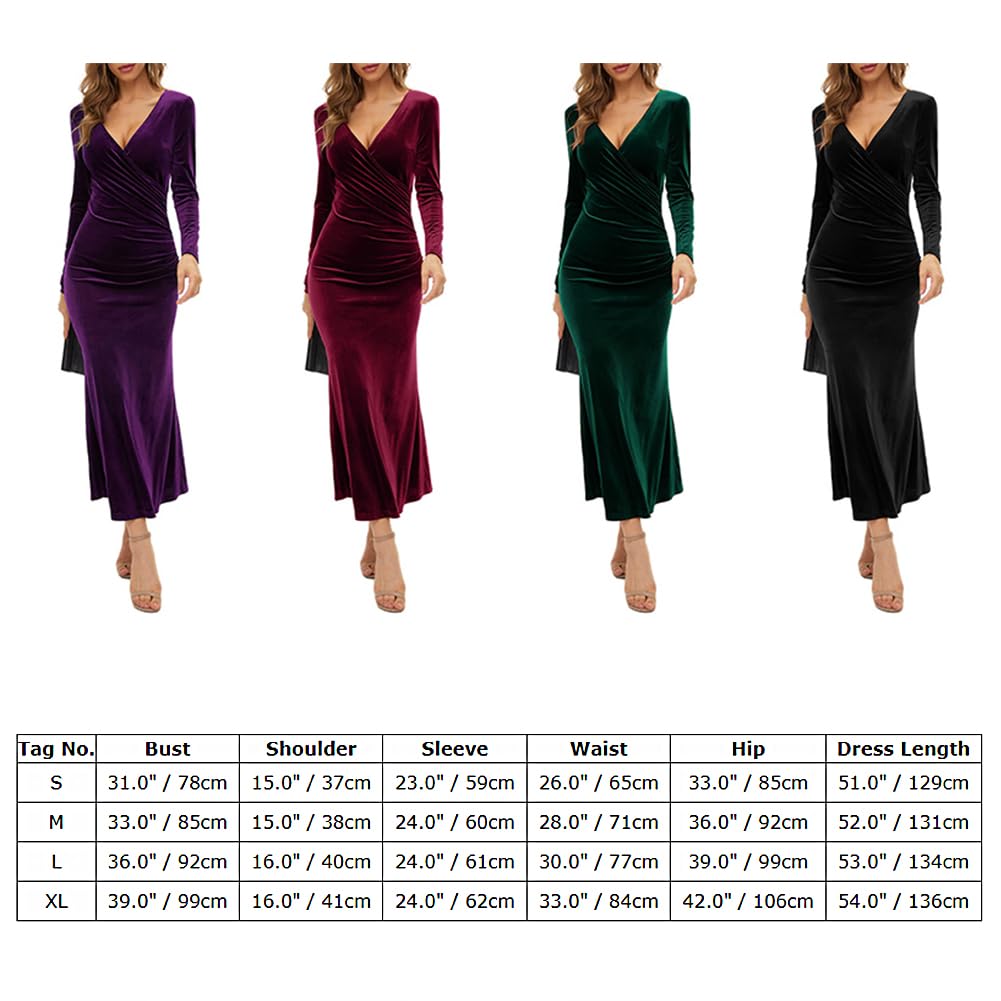 Tag No. Bust Shoulder Sleeve Waist Hip Dress Length
S 31.0" / 78cm 15.0" / 37cm 23.0" / 59cm 26.0" / 65cm 33.0" / 85cm 51.0" / 129cm
M 33.0" / 85cm 15.0" / 38cm 24.0" / 60cm 28.0" / 71cm 36.0" / 92cm 52.0" / 131cm
L 36.0" / 92cm 16.0" / 40cm 24.0" / 61cm 30.0" / 77cm 39.0" / 99cm 53.0" / 134cm
XL 39.0" / 99cm 16.0" / 41cm 24.0" / 62cm 33.0" / 84cm 42.0" / 106cm 54.0" / 136cm